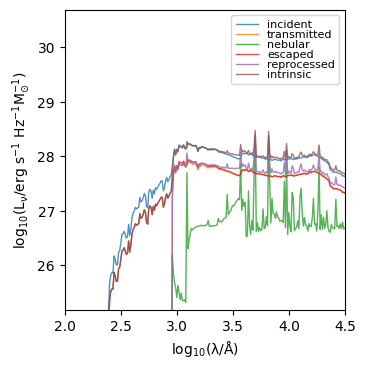 incident
transmitted
nebular
escaped
reprocessed
intrinsic
30
29
28
27
26
log₁₀(Lν/erg s⁻¹ Hz⁻¹M⊙⁻¹)
2.0 2.5 3.0 3.5 4.0 4.5
log₁₀(λ/Å)